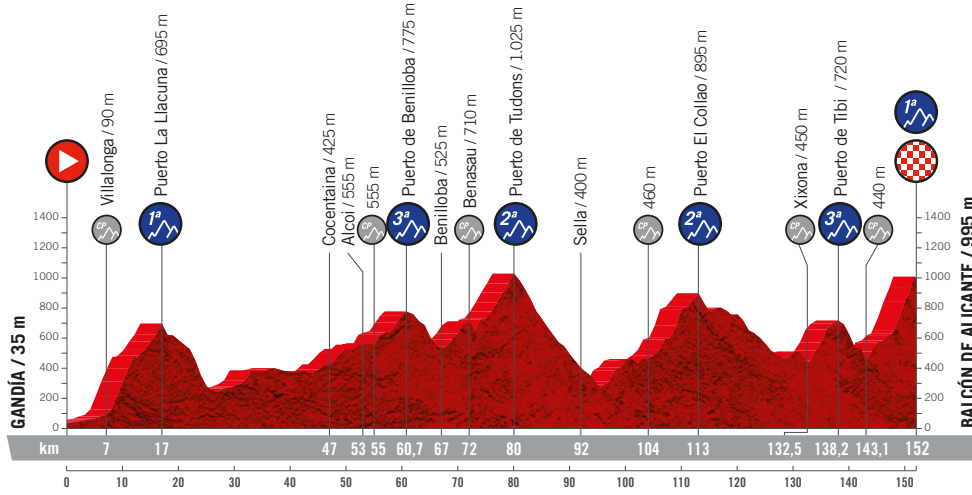 GANDÍA / 35 m
Villalonga / 90 m
Puerto La Llacuna / 695 m
Cocentaina / 425 m
Alcoi / 555 m
555 m
Puerto de Benilloba / 775 m
Benilloba / 525 m
Benasau / 710 m
Puerto de Tudons / 1.025 m
Sella / 400 m
460 m
Puerto El Collao / 895 m
Xixona / 450 m
Puerto de Tibi / 720 m
440 m
BALCÓN DE ALICANTE / 995 m
CP 1ª CP 3ª CP 2ª CP 2ª CP 3ª CP 1ª
1400 1400
1200 1200
1000 1000
800 800
600 600
400 400
200 200
0 0
km 7 17 47 53 55 60,7 67 72 80 92 104 113 132,5 138,2 143,1 152
0 10 20 30 40 50 60 70 80 90 100 110 120 130 140 150